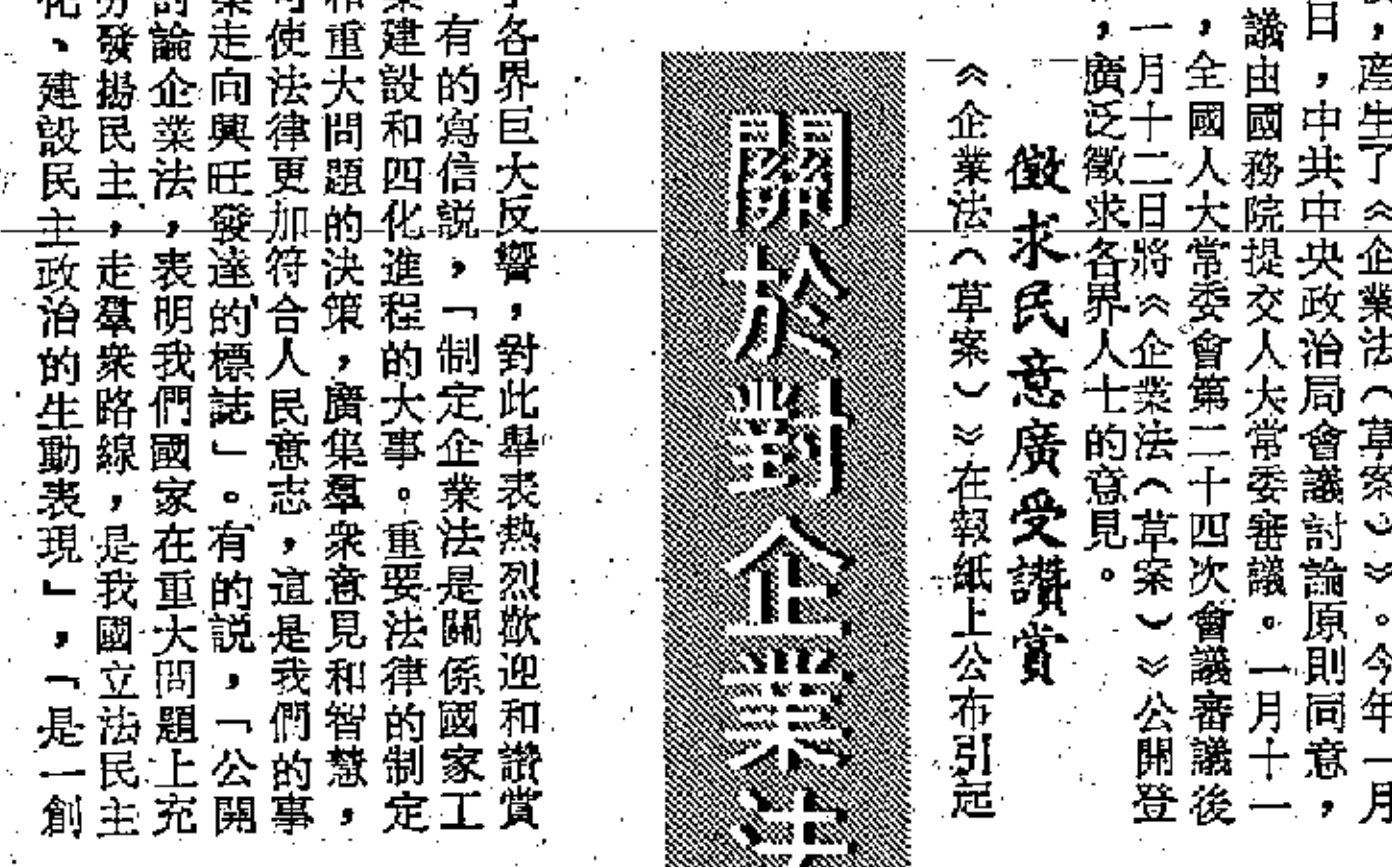 ，産生了《企業法（草案）》。今年一月
日，中共中央政治局會議討論原則同意，
議由國務院提交人大常委審議。一月十一
，全國人大常委會第二十四次會議審議後
一月十二日將《企業法（草案）》公開登
，廣泛徵求各界人士的意見。
徵求民意廣受讚賞
《企業法（草案）》在報紙上公布引起
關於對企業法
了各界巨大反響，對此舉表熱烈歡迎和讚賞
有的寫信説，「制定企業法是關係國家工
業建設和四化進程的大事。重要法律的制定
和重大問題的決策，廣集羣衆意見和智慧，
可使法律更加符合人民意志，這是我們的事
業走向興旺發達的標誌」。有的説，「公開
討論企業法，表明我們國家在重大問題上充
分發揚民主，走羣衆路線，是我國立法民主
化、建設民主政治的生動表現」，「是一創